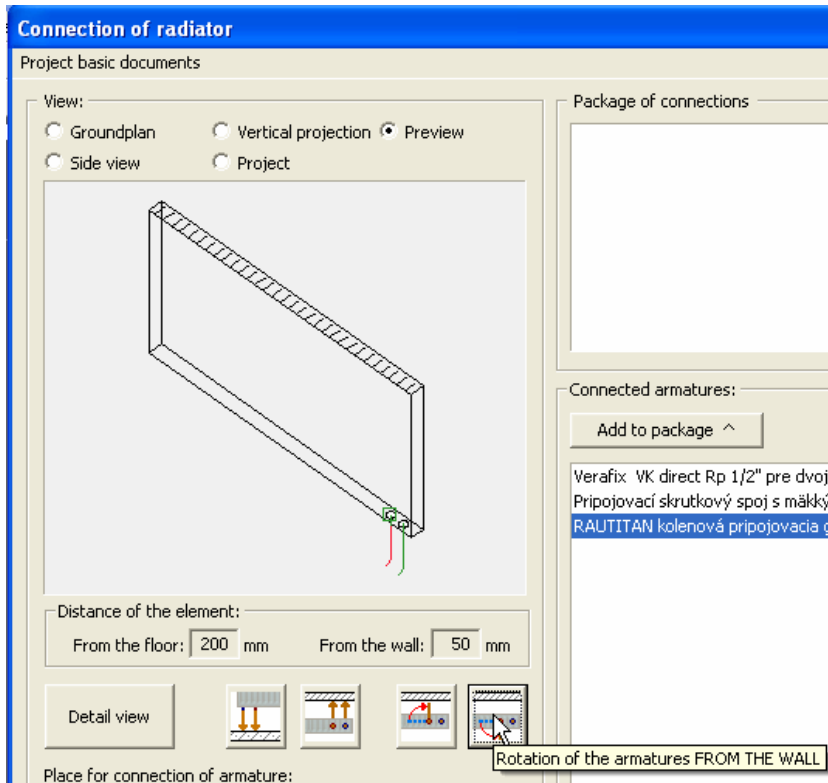 Connection of radiator
Project basic documents
View:
Groundplan
Vertical projection
Preview
Side view
Project
Distance of the element:
From the floor: 200 mm
From the wall: 50 mm
Detail view
Rotation of the armatures FROM THE WALL
Place for connection of armature:
Package of connections
Connected armatures:
Add to package ^
Verafix VK direct Rp 1/2" pre dvoj
Pripojovací skrutkový spoj s mäkký
RAUTITAN kolenová pripojovacia g